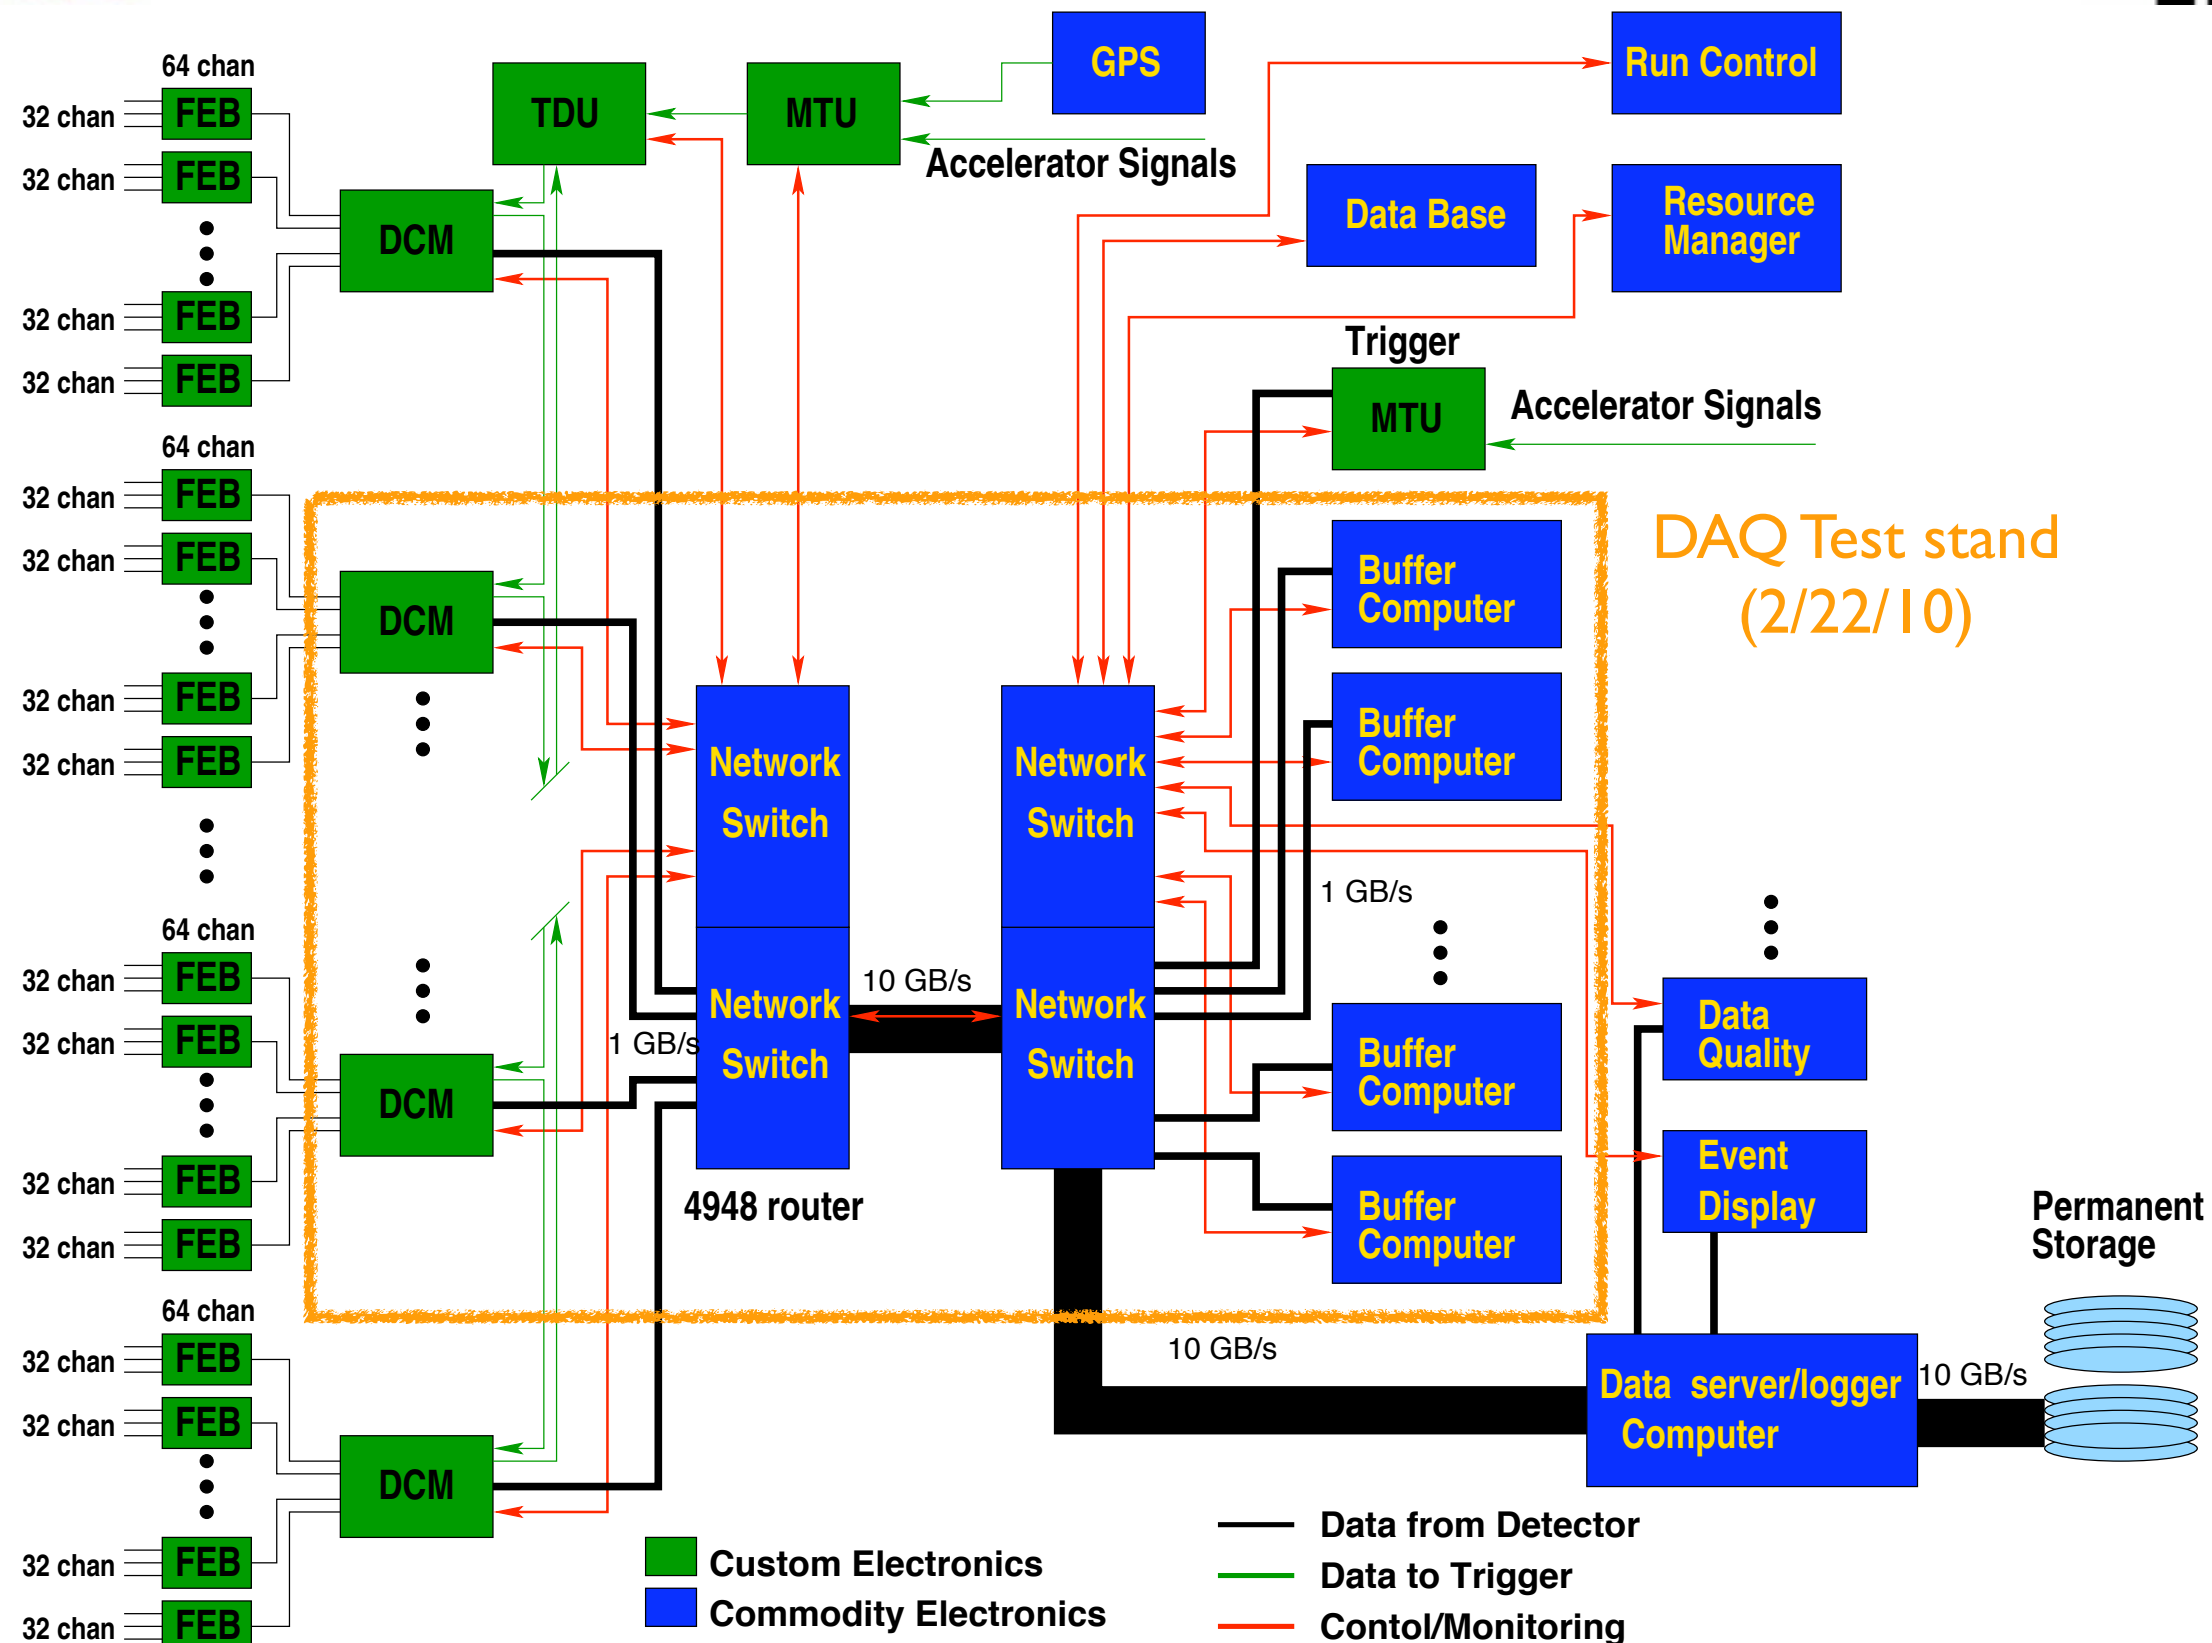 64 chan
32 chan
FEB
32 chan
FEB
32 chan
FEB
32 chan
FEB
DCM
TDU
MTU
GPS
Accelerator Signals
Run Control
Data Base
Resource
Manager
Trigger
MTU
Accelerator Signals
64 chan
32 chan
FEB
32 chan
FEB
32 chan
FEB
32 chan
FEB
DCM
DAQ Test stand
(2/22/10)
Buffer
Computer
Buffer
Computer
Network
Switch
Network
Switch
1 GB/s
64 chan
32 chan
FEB
32 chan
FEB
32 chan
FEB
32 chan
FEB
DCM
1 GB/s
Network
Switch
10 GB/s
Network
Switch
4948 router
Buffer
Computer
Buffer
Computer
Data
Quality
Event
Display
Permanent
Storage
64 chan
32 chan
FEB
32 chan
FEB
32 chan
FEB
32 chan
FEB
DCM
10 GB/s
Data server/logger
Computer
10 GB/s
Custom Electronics
Commodity Electronics
Data from Detector
Data to Trigger
Contol/Monitoring